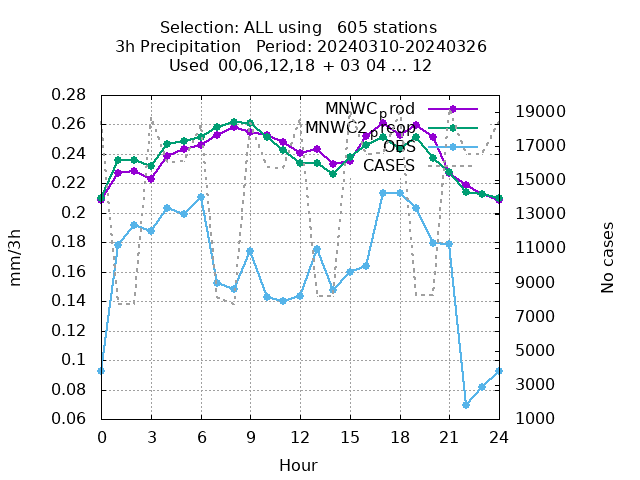 Selection: ALL using   605 stations
3h Precipitation   Period: 20240310-20240326
Used  00,06,12,18  + 03 04 ... 12
0.28
0.26
0.24
0.22
0.2
0.18
0.16
0.14
0.12
0.1
0.08
0.06
mm/3h
MNWC_prod
MNWC2_preop
OBS
CASES
19000
17000
15000
13000
11000
9000
7000
5000
3000
1000
No cases
0 3 6 9 12 15 18 21 24
Hour